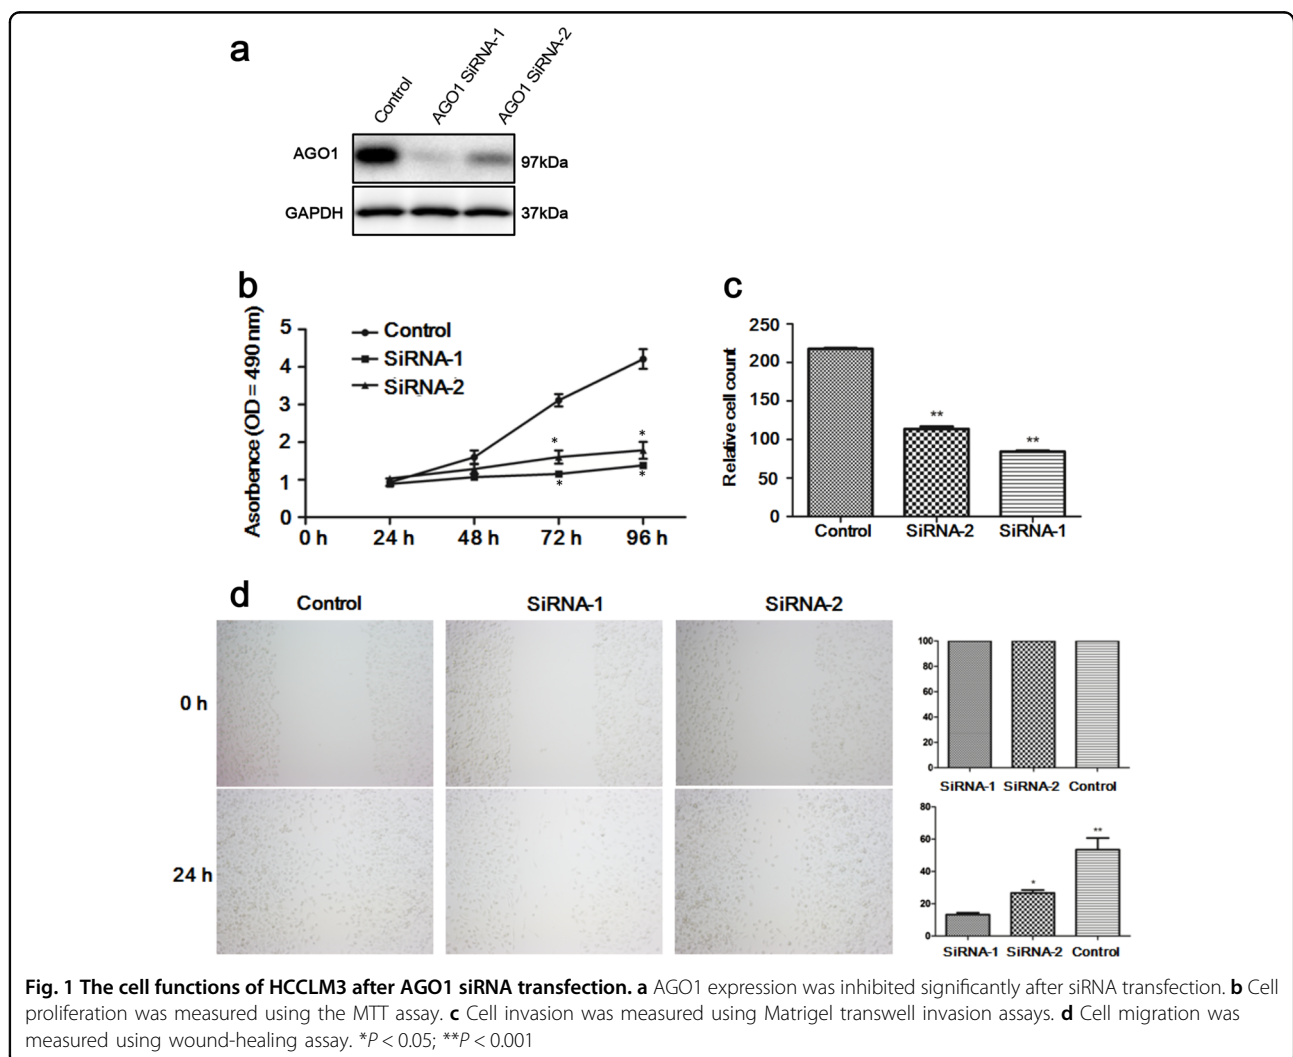 a
Control
AGO1 SiRNA-1
AGO1 SiRNA-2
AGO1
97kDa
GAPDH
37kDa
b
Asorbence (OD = 490 nm)
5
4
3
2
1
0
Control
SiRNA-1
SiRNA-2
*
*
*
*
0 h
24 h
48 h
72 h
96 h
c
Relative cell count
250
200
150
100
50
0
**
**
Control
SiRNA-2
SiRNA-1
d
Control
SiRNA-1
SiRNA-2
0 h
24 h
100
80
60
40
20
0
SiRNA-1
SiRNA-2
Control
80
60
40
20
0
*
**
SiRNA-1
SiRNA-2
Control
Fig. 1 The cell functions of HCCLM3 after AGO1 siRNA transfection. a AGO1 expression was inhibited significantly after siRNA transfection. b Cell
proliferation was measured using the MTT assay. c Cell invasion was measured using Matrigel transwell invasion assays. d Cell migration was
measured using wound-healing assay. *P < 0.05; **P < 0.001